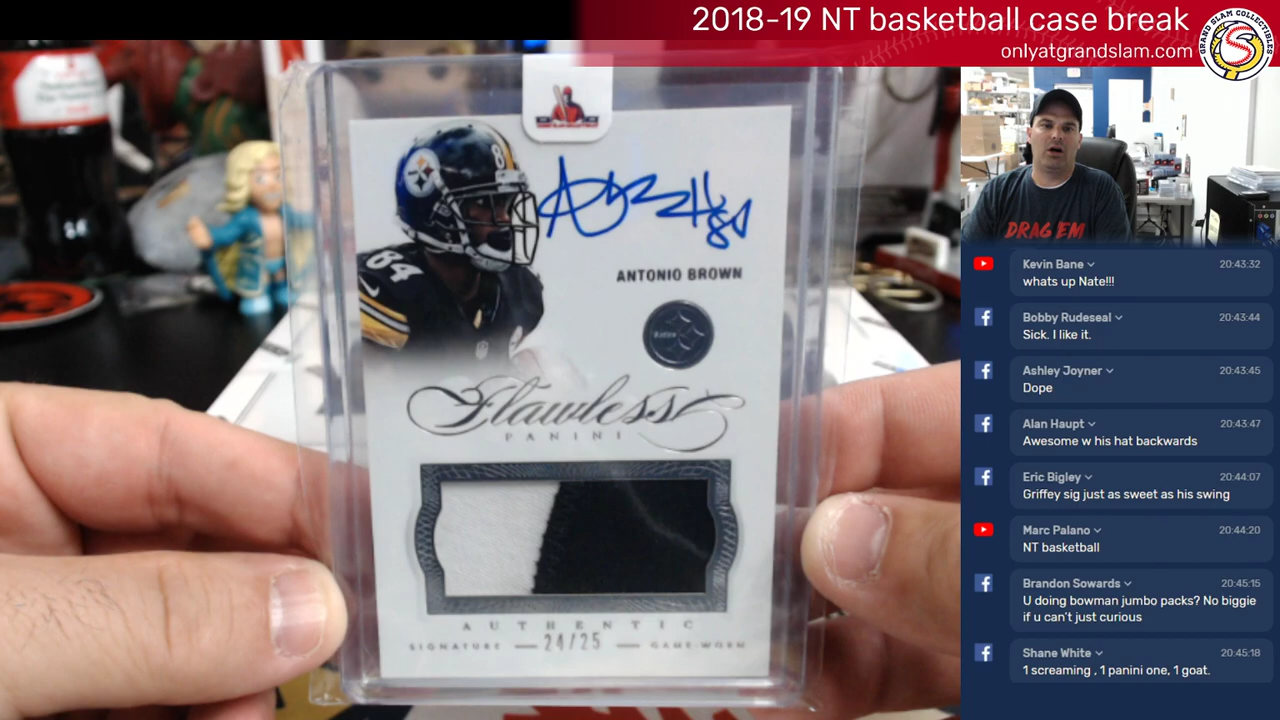 2018-19 NT basketball case break
onlyatgrandslam.com
GRAND SLAM COLLECTIBLES
S
84
ANTONIO BROWN
Flawless
PANINI
AUTHENTIC
SIGNATURE — 24/25 — GAME-WORN
DRAG EM
Kevin Bane 20:43:32
whats up Nate!!!
Bobby Rudeseal 20:43:44
Sick. I like it.
Ashley Joyner 20:43:45
Dope
Alan Haupt 20:43:47
Awesome w his hat backwards
Eric Bigley 20:44:07
Griffey sig just as sweet as his swing
Marc Palano 20:44:20
NT basketball
Brandon Sowards 20:45:15
U doing bowman jumbo packs? No biggie
if u can't just curious
Shane White 20:45:18
1 screaming , 1 panini one, 1 goat.